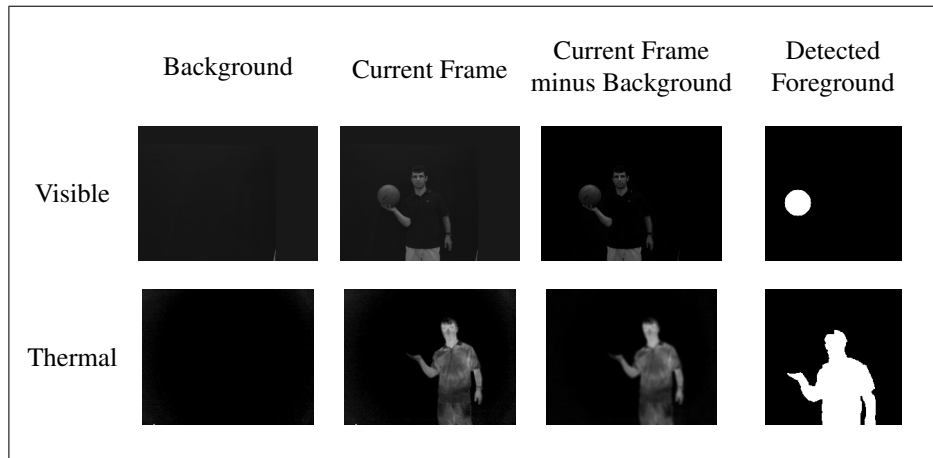 Background
Current Frame
Current Frame
minus Background
Detected
Foreground
Visible
Thermal